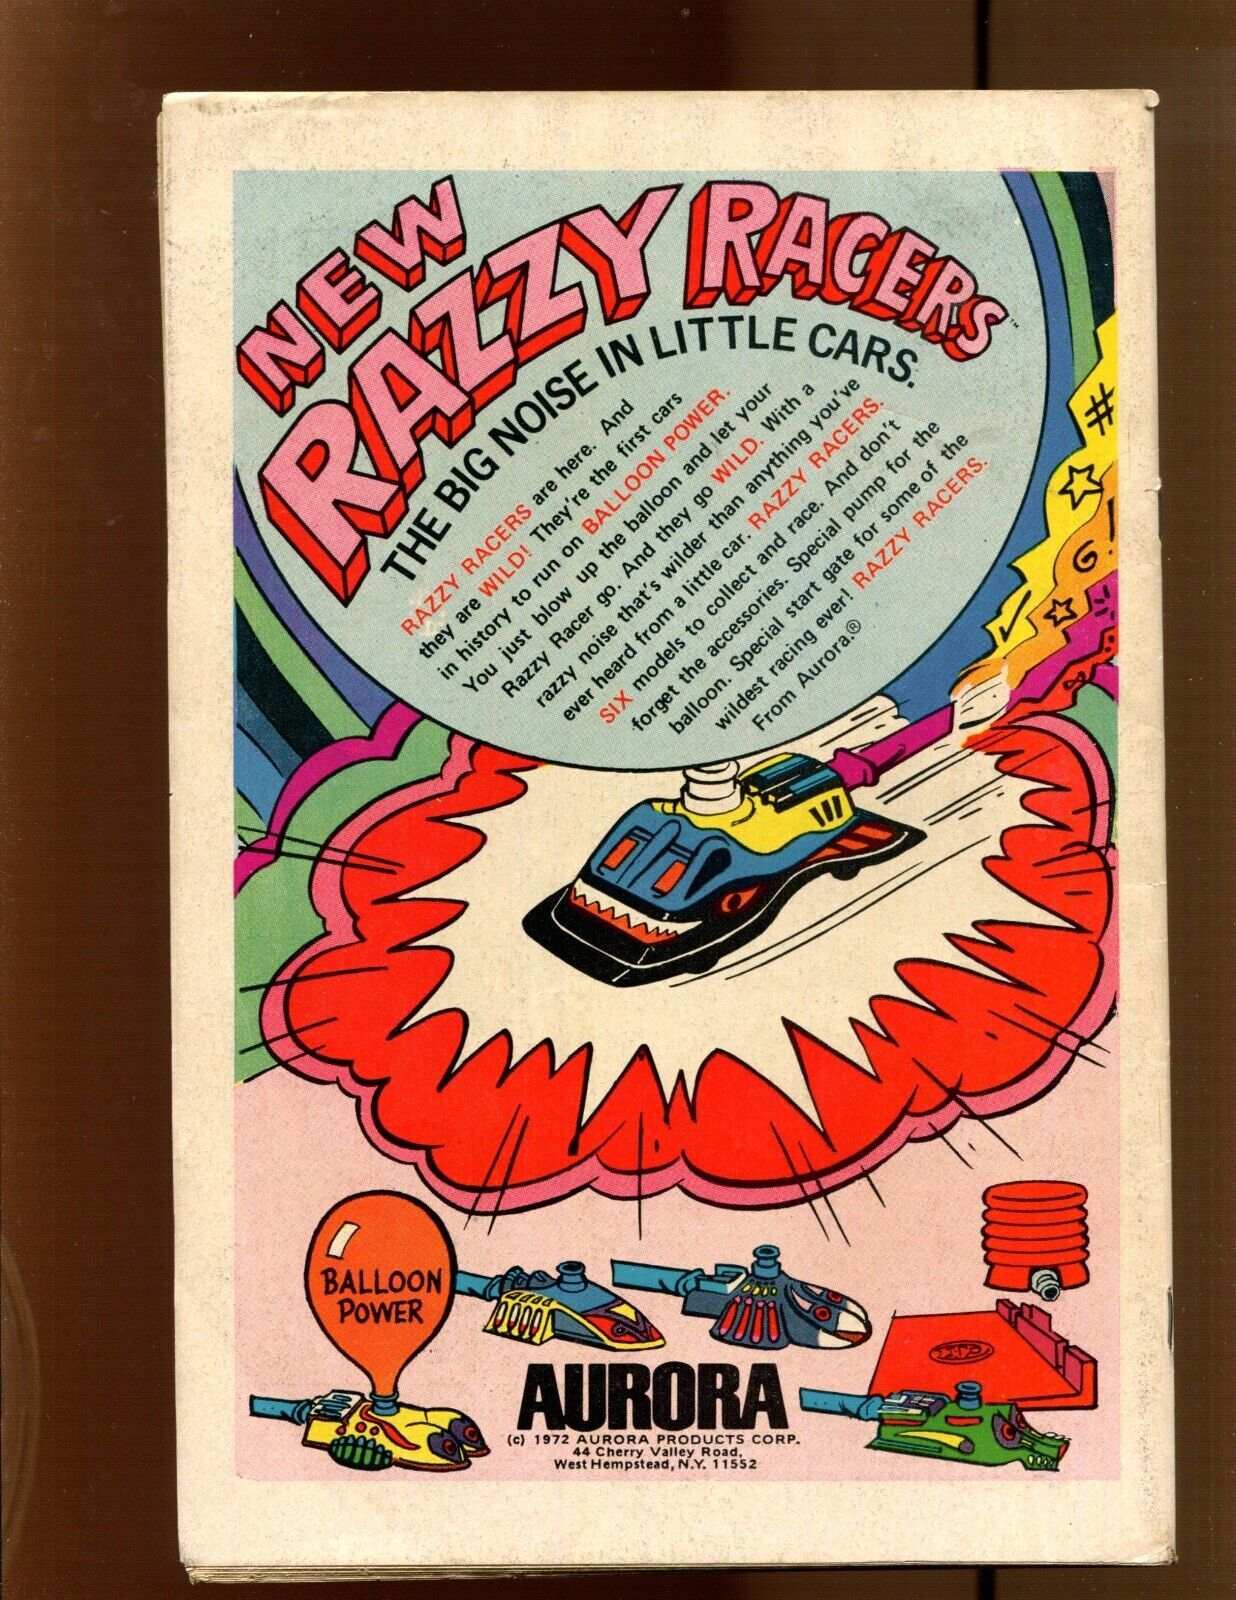 NEW
RAZZY RACERS™
THE BIG NOISE IN LITTLE CARS.
RAZZY RACERS are here. And
they are WILD! They're the first cars
in history to run on BALLOON POWER.
You just blow up the balloon and let your
Razzy Racer go. And they go WILD. With a
razzy noise that's wilder than anything you've
ever heard from a little car. RAZZY RACERS.
SIX models to collect and race. And don't
forget the accessories. Special pump for the
balloon. Special start gate for some of the
wildest racing ever! RAZZY RACERS.
From Aurora.®
BALLOON
POWER
AURORA
(c) 1972 AURORA PRODUCTS CORP.
44 Cherry Valley Road,
West Hempstead, N.Y. 11552